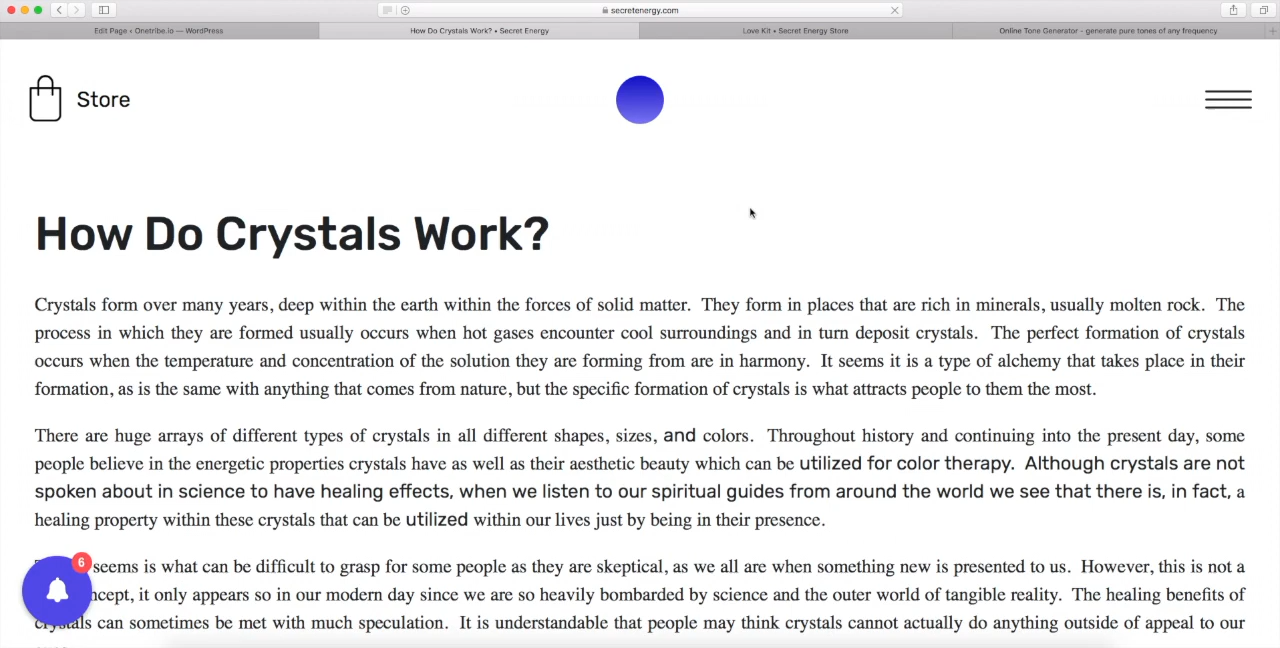 secretenergy.com
Edit Page ‹ Onetribe.io — WordPress
How Do Crystals Work? • Secret Energy
Love Kit • Secret Energy Store
Online Tone Generator - generate pure tones of any frequency
Store
How Do Crystals Work?
Crystals form over many years, deep within the earth within the forces of solid matter. They form in places that are rich in minerals, usually molten rock. The
process in which they are formed usually occurs when hot gases encounter cool surroundings and in turn deposit crystals. The perfect formation of crystals
occurs when the temperature and concentration of the solution they are forming from are in harmony. It seems it is a type of alchemy that takes place in their
formation, as is the same with anything that comes from nature, but the specific formation of crystals is what attracts people to them the most.
There are huge arrays of different types of crystals in all different shapes, sizes, and colors. Throughout history and continuing into the present day, some
people believe in the energetic properties crystals have as well as their aesthetic beauty which can be utilized for color therapy. Although crystals are not
spoken about in science to have healing effects, when we listen to our spiritual guides from around the world we see that there is, in fact, a
healing property within these crystals that can be utilized within our lives just by being in their presence.
6
seems is what can be difficult to grasp for some people as they are skeptical, as we all are when something new is presented to us. However, this is not a
it only appears so in our modern day since we are so heavily bombarded by science and the outer world of tangible reality. The healing benefits of
crystals can sometimes be met with much speculation. It is understandable that people may think crystals cannot actually do anything outside of appeal to our